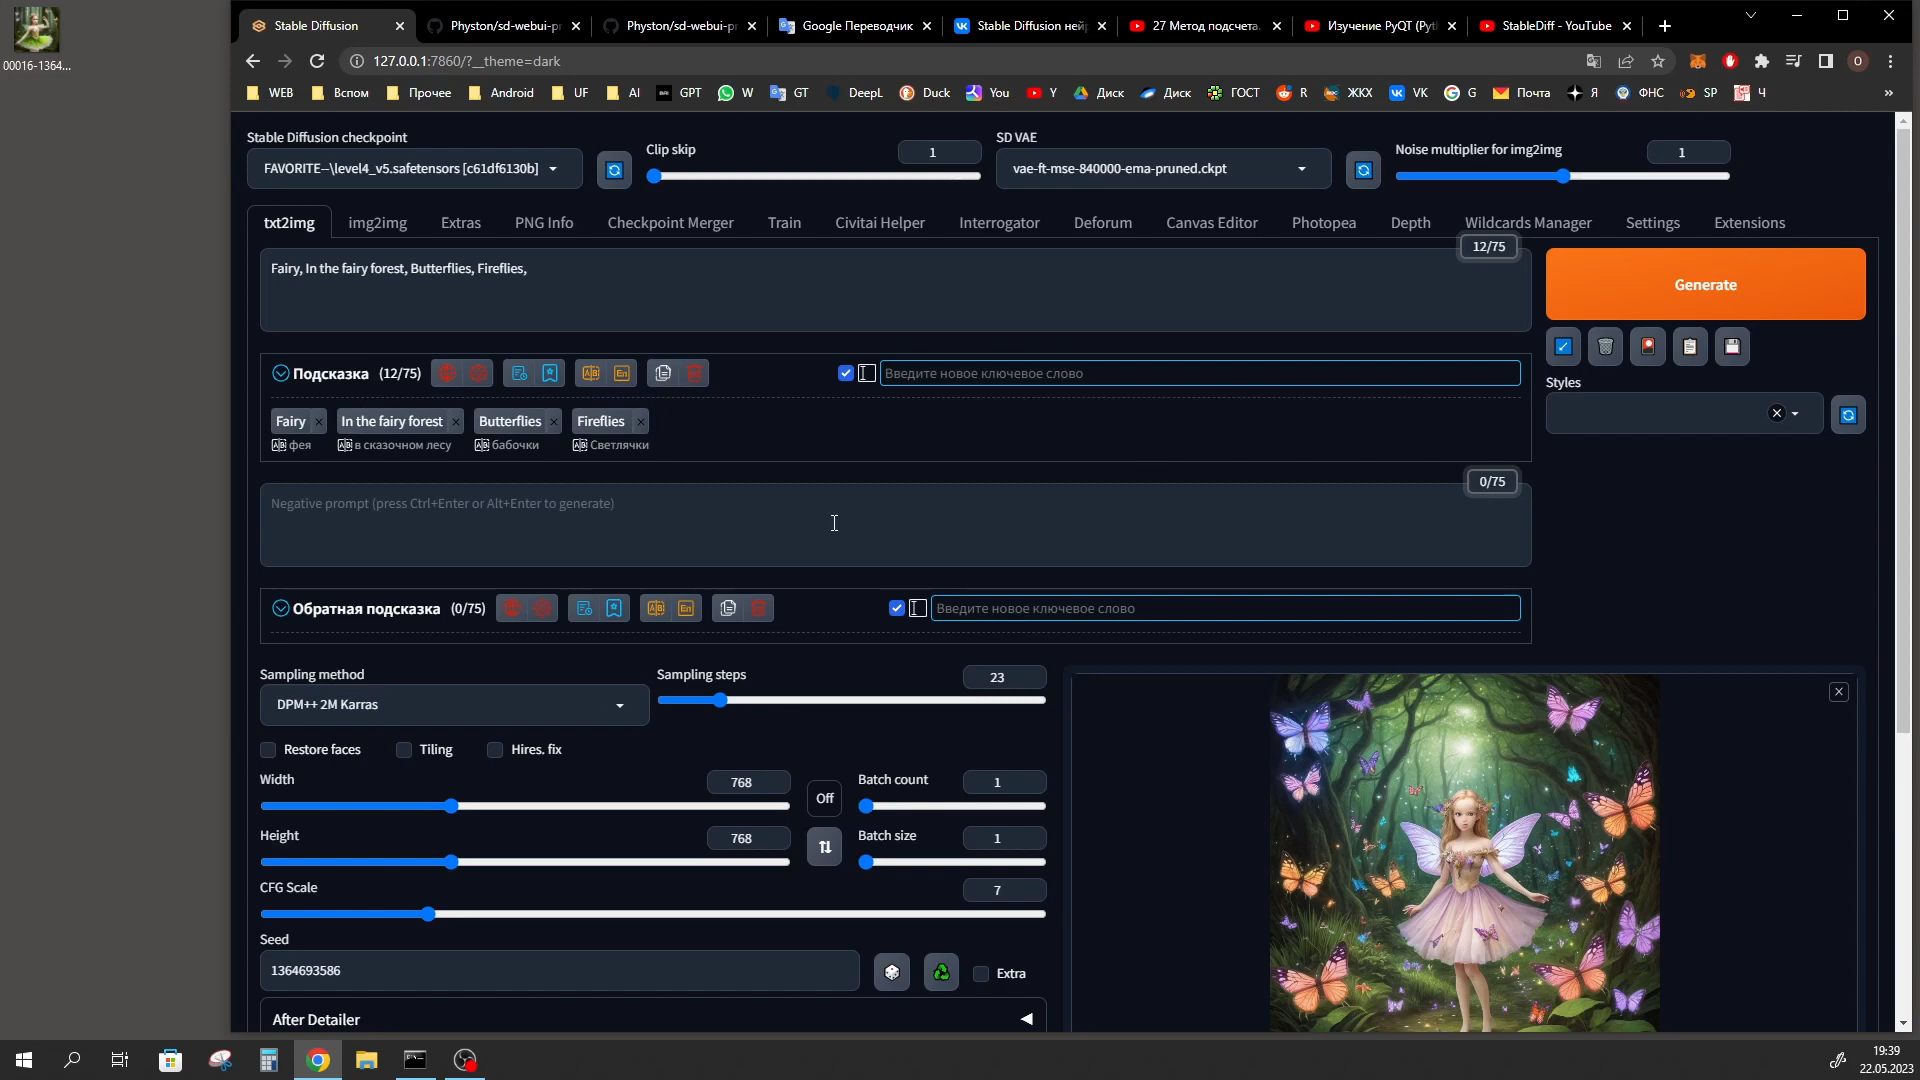 00016-1364...
Stable Diffusion
Physton/sd-webui-pr
Physton/sd-webui-pr
Google Переводчик
Stable Diffusion ней
27 Метод подсчета.
Изучение PyQT (Pyt
StableDiff - YouTube
127.0.0.1:7860/?__theme=dark
O
WEB
Вспом
Прочее
Android
UF
AI
GPT
W
GT
DeepL
Duck
You
Y
Диск
Диск
ГОСТ
R
ЖКХ
VK
G
Почта
Я
ФНС
SP
Ч
Stable Diffusion checkpoint
FAVORITE--\level4_v5.safetensors [c61df6130b]
Clip skip
1
SD VAE
vae-ft-mse-840000-ema-pruned.ckpt
Noise multiplier for img2img
1
txt2img
img2img
Extras
PNG Info
Checkpoint Merger
Train
Civitai Helper
Interrogator
Deforum
Canvas Editor
Photopea
Depth
Wildcards Manager
Settings
Extensions
12/75
Fairy, In the fairy forest, Butterflies, Fireflies,
Generate
Подсказка (12/75)
En
Введите новое ключевое слово
Styles
Fairy
In the fairy forest
Butterflies
Fireflies
фея
в сказочном лесу
бабочки
Светлячки
0/75
Negative prompt (press Ctrl+Enter or Alt+Enter to generate)
Обратная подсказка (0/75)
En
Введите новое ключевое слово
Sampling method
DPM++ 2M Karras
Sampling steps
23
Restore faces
Tiling
Hires. fix
Width
768
Off
Batch count
1
Height
768
Batch size
1
CFG Scale
7
Seed
1364693586
Extra
After Detailer
19:39
22.05.2023